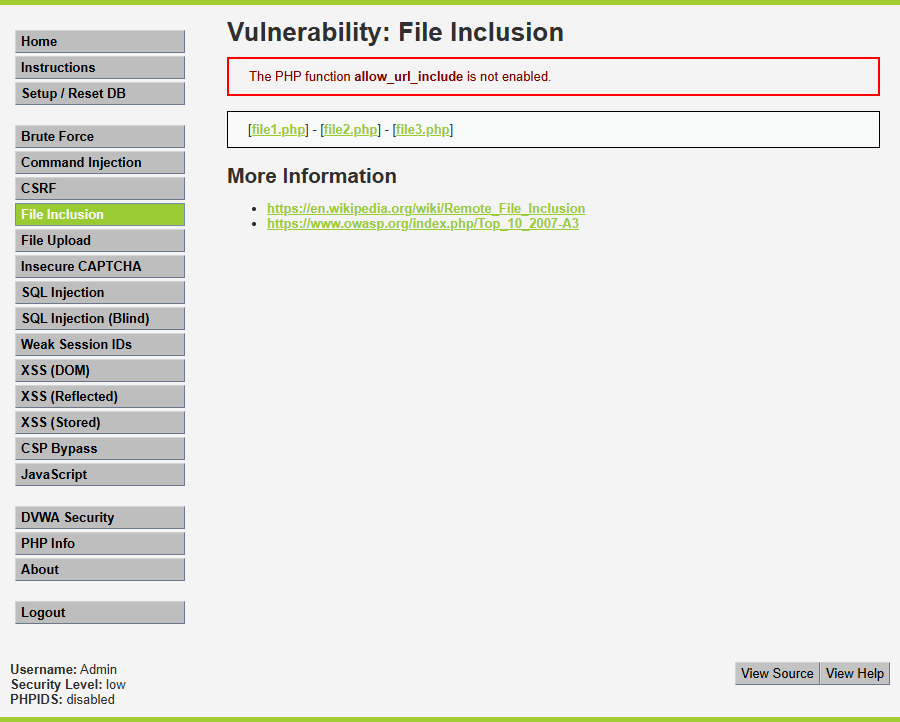 Home
Instructions
Setup / Reset DB
Brute Force
Command Injection
CSRF
File Inclusion
File Upload
Insecure CAPTCHA
SQL Injection
SQL Injection (Blind)
Weak Session IDs
XSS (DOM)
XSS (Reflected)
XSS (Stored)
CSP Bypass
JavaScript
DVWA Security
PHP Info
About
Logout
Vulnerability: File Inclusion
The PHP function allow_url_include is not enabled.
[file1.php] - [file2.php] - [file3.php]
More Information
• https://en.wikipedia.org/wiki/Remote_File_Inclusion
• https://www.owasp.org/index.php/Top_10_2007-A3
Username: Admin
Security Level: low
PHPIDS: disabled
View Source View Help